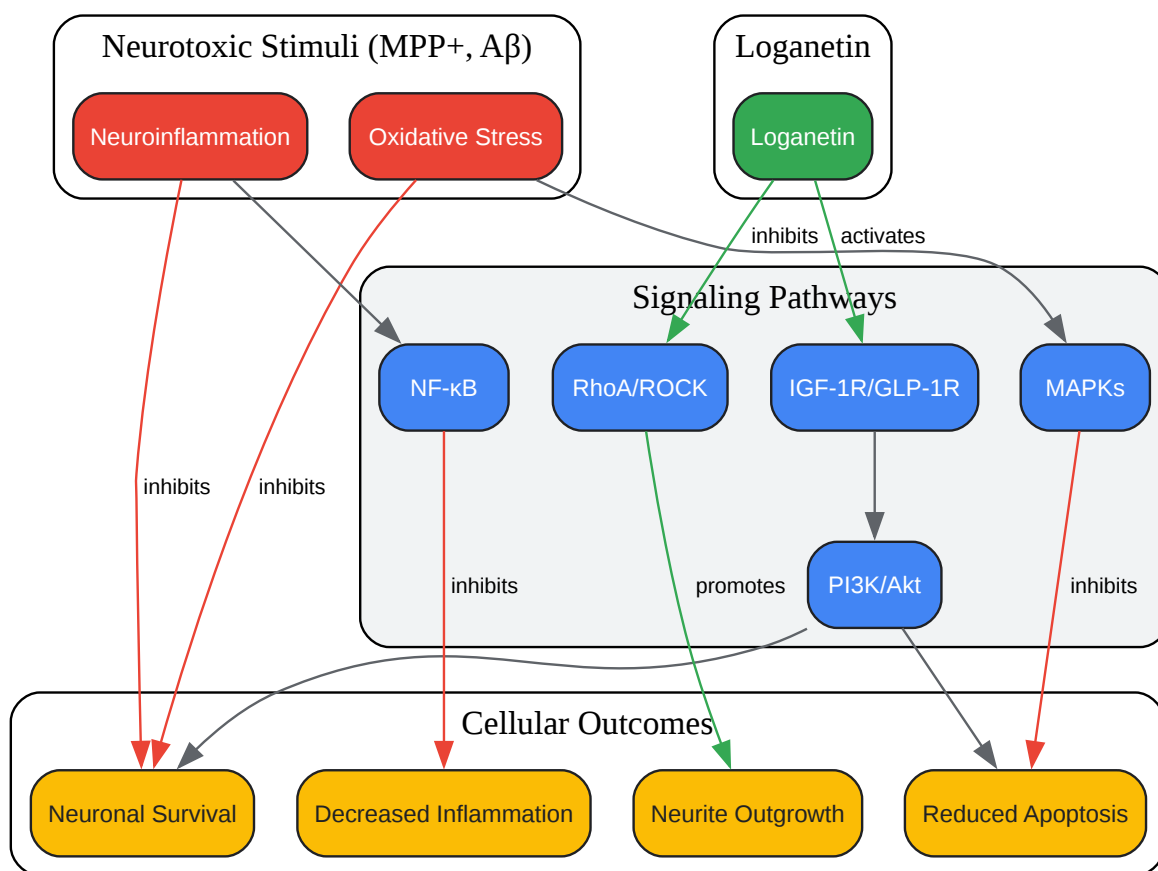 Neurotoxic Stimuli (MPP+, Aβ)
Loganetin
Neuroinflammation
Oxidative Stress
Loganetin
inhibits
activates
Signaling Pathways
NF-κB
RhoA/ROCK
IGF-1R/GLP-1R
MAPKs
inhibits
inhibits
inhibits
promotes
PI3K/Akt
inhibits
Cellular Outcomes
Neuronal Survival
Decreased Inflammation
Neurite Outgrowth
Reduced Apoptosis